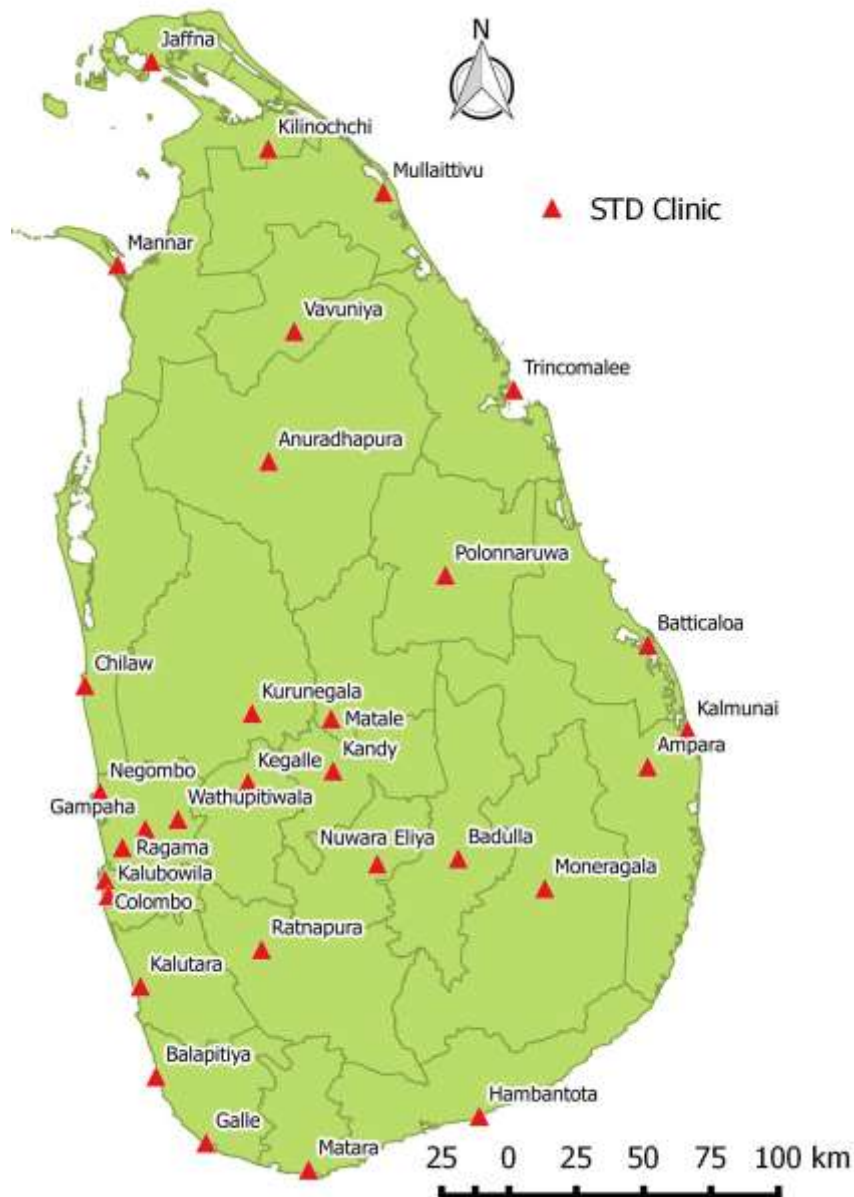 Jaffna
N
Kilinochchi
Mullaittivu
STD Clinic
Mannar
Vavuniya
Trincomalee
Anuradhapura
Polonnaruwa
Batticaloa
Chilaw
Kurunegala
Matale
Kalmunai
Kandy
Ampara
Kegalle
Negombo
Wathupitiwala
Gampaha
Nuwara Eliya
Badulla
Ragama
Moneragala
Kalubowila
Colombo
Ratnapura
Kalutara
Balapitiya
Hambantota
Galle
Matara
25 0 25 50 75 100 km